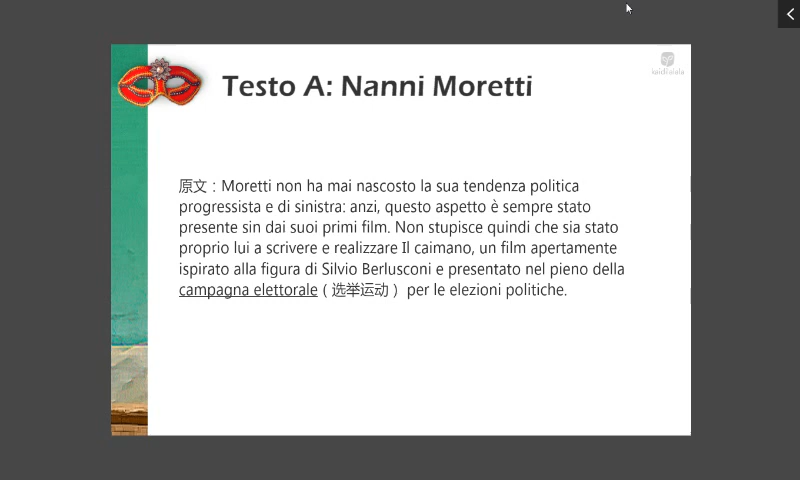 Testo A: Nanni Moretti
原文：Moretti non ha mai nascosto la sua tendenza politica
progressista e di sinistra: anzi, questo aspetto è sempre stato
presente sin dai suoi primi film. Non stupisce quindi che sia stato
proprio lui a scrivere e realizzare Il caimano, un film apertamente
ispirato alla figura di Silvio Berlusconi e presentato nel pieno della
campagna elettorale（选举运动） per le elezioni politiche.